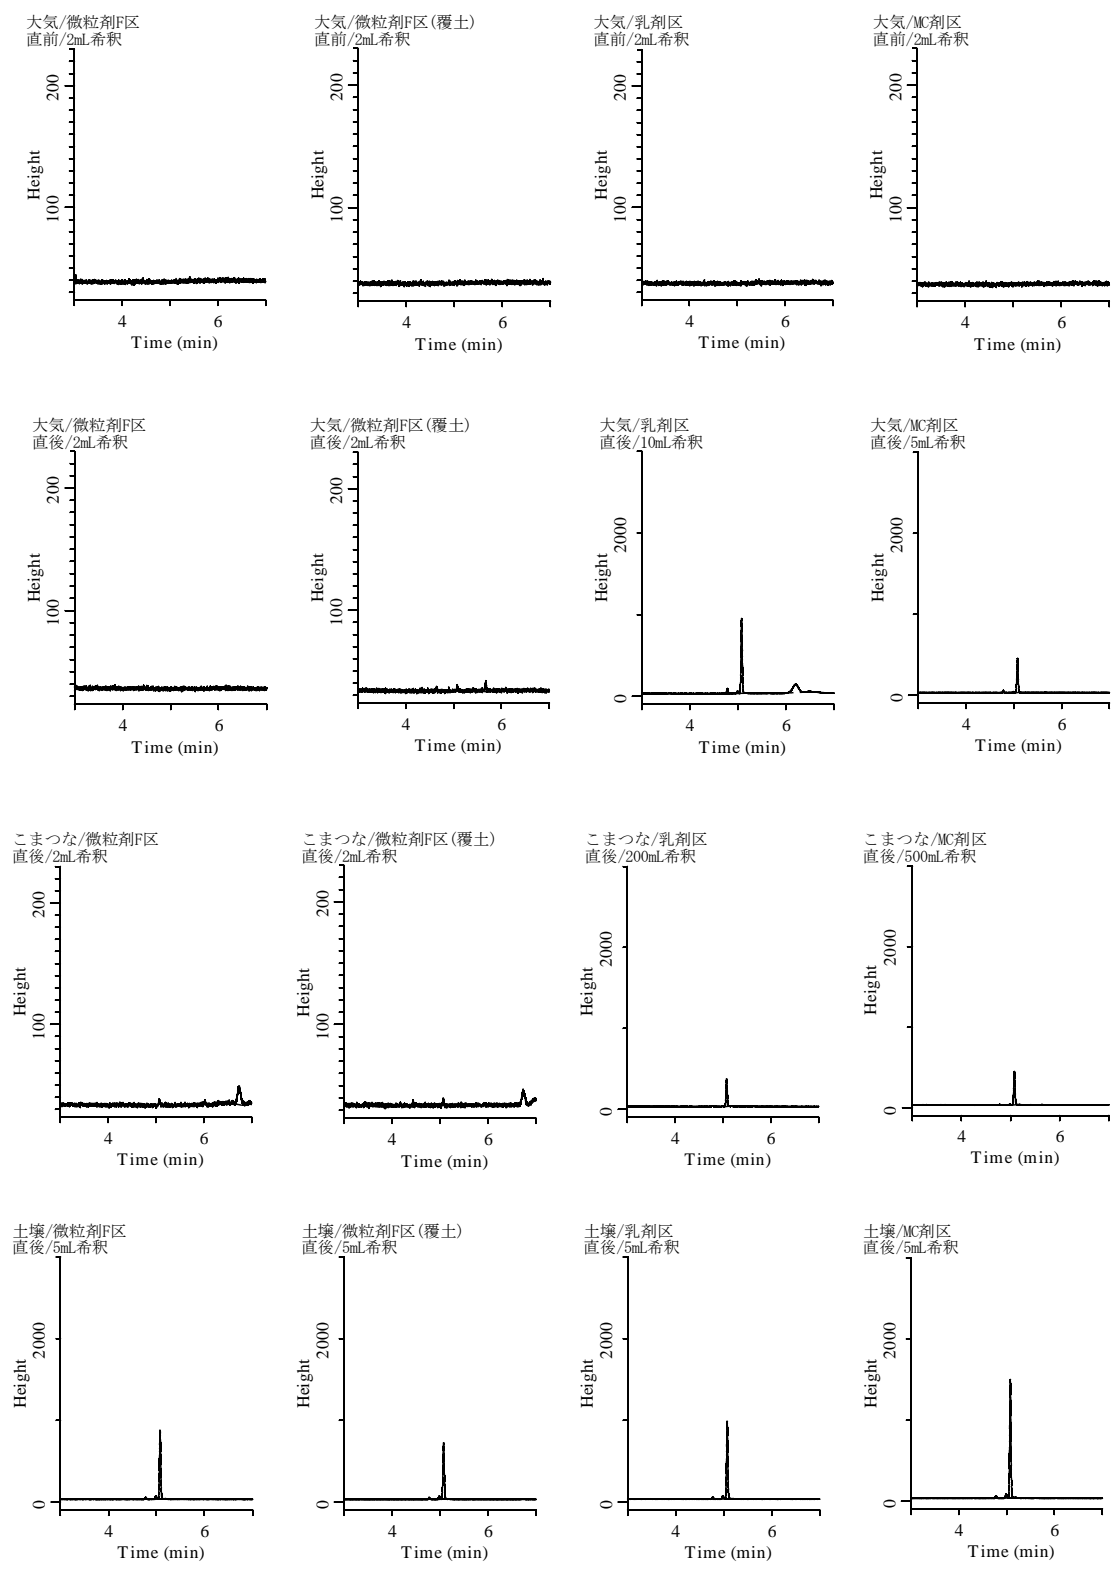 大気/微粒剤F区
直前/2mL希釈
200
100
Height
4 6
Time (min)
大気/微粒剤F区(覆土)
直前/2mL希釈
200
100
Height
4 6
Time (min)
大気/乳剤区
直前/2mL希釈
200
100
Height
4 6
Time (min)
大気/MC剤区
直前/2mL希釈
200
100
Height
4 6
Time (min)
大気/微粒剤F区
直後/2mL希釈
200
100
Height
4 6
Time (min)
大気/微粒剤F区(覆土)
直後/2mL希釈
200
100
Height
4 6
Time (min)
大気/乳剤区
直後/10mL希釈
2000
0
Height
4 6
Time (min)
大気/MC剤区
直後/5mL希釈
2000
0
Height
4 6
Time (min)
こまつな/微粒剤F区
直後/2mL希釈
200
100
Height
4 6
Time (min)
こまつな/微粒剤F区(覆土)
直後/2mL希釈
200
100
Height
4 6
Time (min)
こまつな/乳剤区
直後/200mL希釈
2000
0
Height
4 6
Time (min)
こまつな/MC剤区
直後/500mL希釈
2000
0
Height
4 6
Time (min)
土壌/微粒剤F区
直後/5mL希釈
2000
0
Height
4 6
Time (min)
土壌/微粒剤F区(覆土)
直後/5mL希釈
2000
0
Height
4 6
Time (min)
土壌/乳剤区
直後/5mL希釈
2000
0
Height
4 6
Time (min)
土壌/MC剤区
直後/5mL希釈
2000
0
Height
4 6
Time (min)